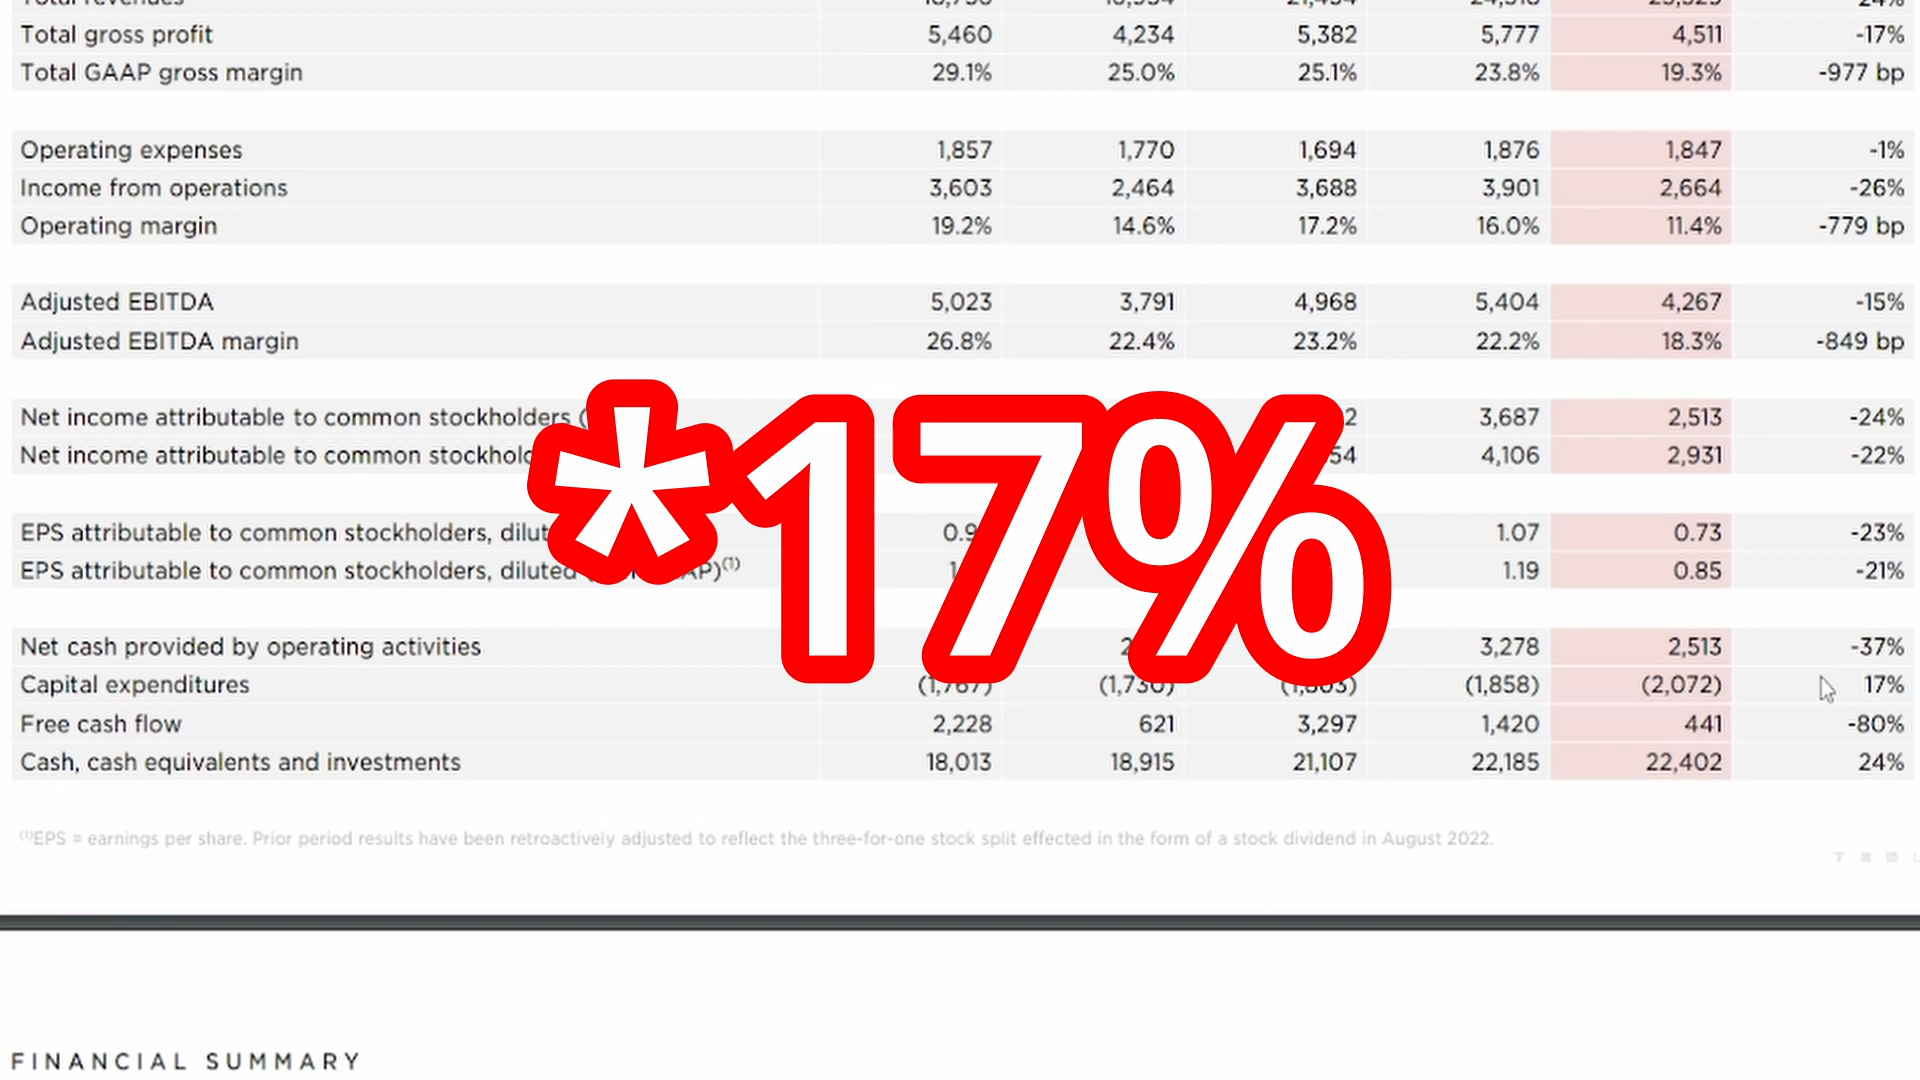 Total revenues
Total gross profit 5,460 4,234 5,382 5,777 4,511 -17%
Total GAAP gross margin 29.1% 25.0% 25.1% 23.8% 19.3% -977 bp
Operating expenses 1,857 1,770 1,694 1,876 1,847 -1%
Income from operations 3,603 2,464 3,688 3,901 2,664 -26%
Operating margin 19.2% 14.6% 17.2% 16.0% 11.4% -779 bp
Adjusted EBITDA 5,023 3,791 4,968 5,404 4,267 -15%
Adjusted EBITDA margin 26.8% 22.4% 23.2% 22.2% 18.3% -849 bp
Net income attributable to common stockholders 3,687 2,513 -24%
Net income attributable to common 4,106 2,931 -22%
*17%
EPS attributable to common stockholders, 1.07 0.73 -23%
EPS attributable to common stockholders, diluted 1.19 0.85 -21%
Net cash provided by operating activities 3,278 2,513 -37%
Capital expenditures (1,767) (1,730) (1,803) (1,858) (2,072) 17%
Free cash flow 2,228 621 3,297 1,420 441 -80%
Cash, cash equivalents and investments 18,013 18,915 21,107 22,185 22,402 24%
(1)EPS = earnings per share. Prior period results have been retroactively adjusted to reflect the three-for-one stock split effected in the form of a stock dividend in August 2022.
FINANCIAL SUMMARY